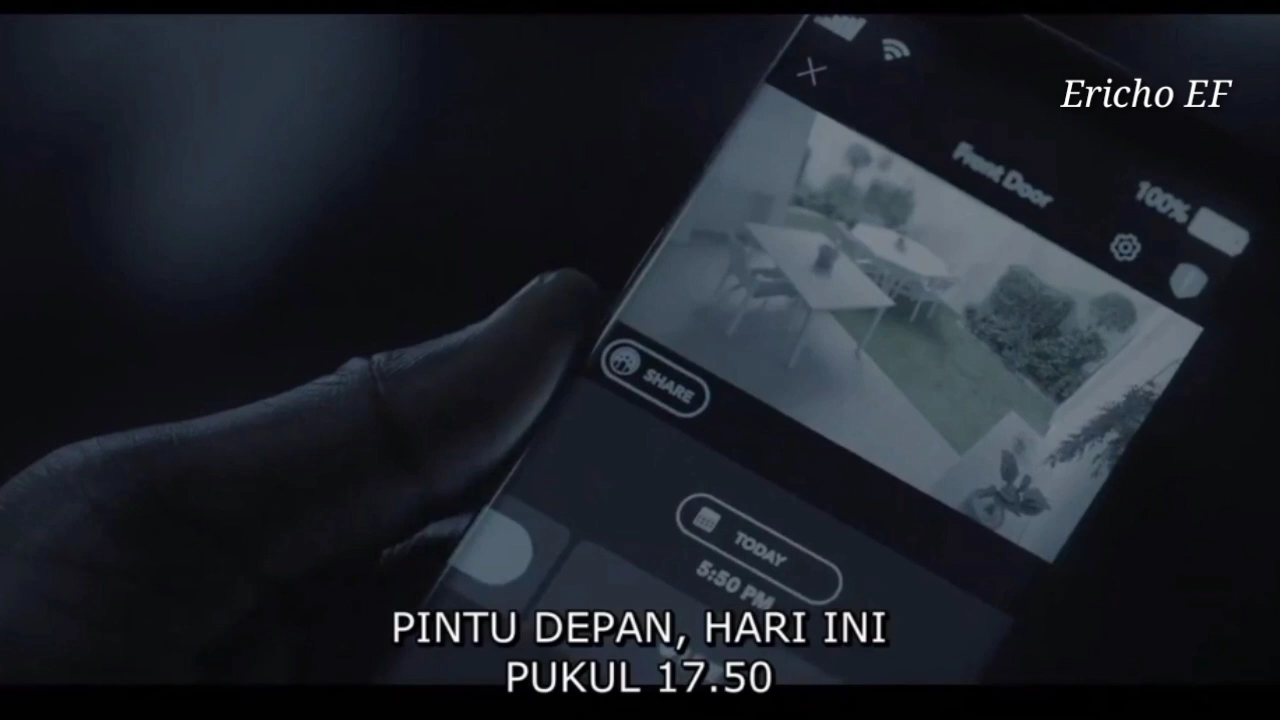 Ericho EF
100%
Front Door
SHARE
TODAY
5:50 PM
PINTU DEPAN, HARI INI
PUKUL 17.50